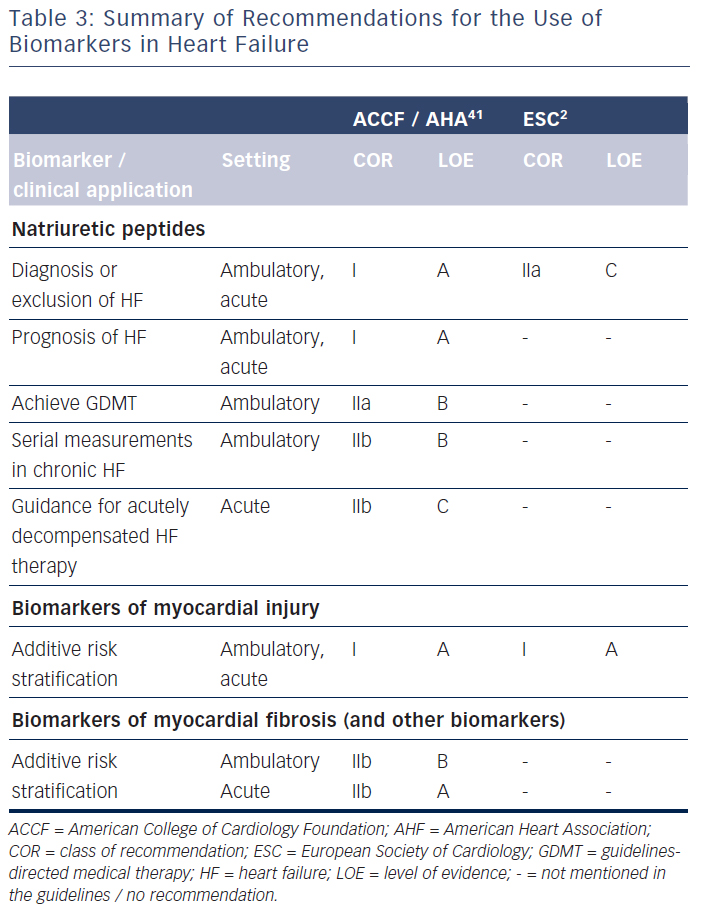 Table 3: Summary of Recommendations for the Use of
Biomarkers in Heart Failure
ACCF / AHA41 ESC2
Biomarker / Setting COR LOE COR LOE
clinical application
Natriuretic peptides
Diagnosis or Ambulatory, I A IIa C
exclusion of HF acute
Prognosis of HF Ambulatory, I A - -
acute
Achieve GDMT Ambulatory IIa B - -
Serial measurements Ambulatory IIb B - -
in chronic HF
Guidance for acutely Acute IIb C - -
decompensated HF
therapy
Biomarkers of myocardial injury
Additive risk Ambulatory, I A I A
stratification acute
Biomarkers of myocardial fibrosis (and other biomarkers)
Additive risk Ambulatory IIb B - -
stratification Acute IIb A - -
ACCF = American College of Cardiology Foundation; AHF = American Heart Association;
COR = class of recommendation; ESC = European Society of Cardiology; GDMT = guidelines-
directed medical therapy; HF = heart failure; LOE = level of evidence; - = not mentioned in
the guidelines / no recommendation.